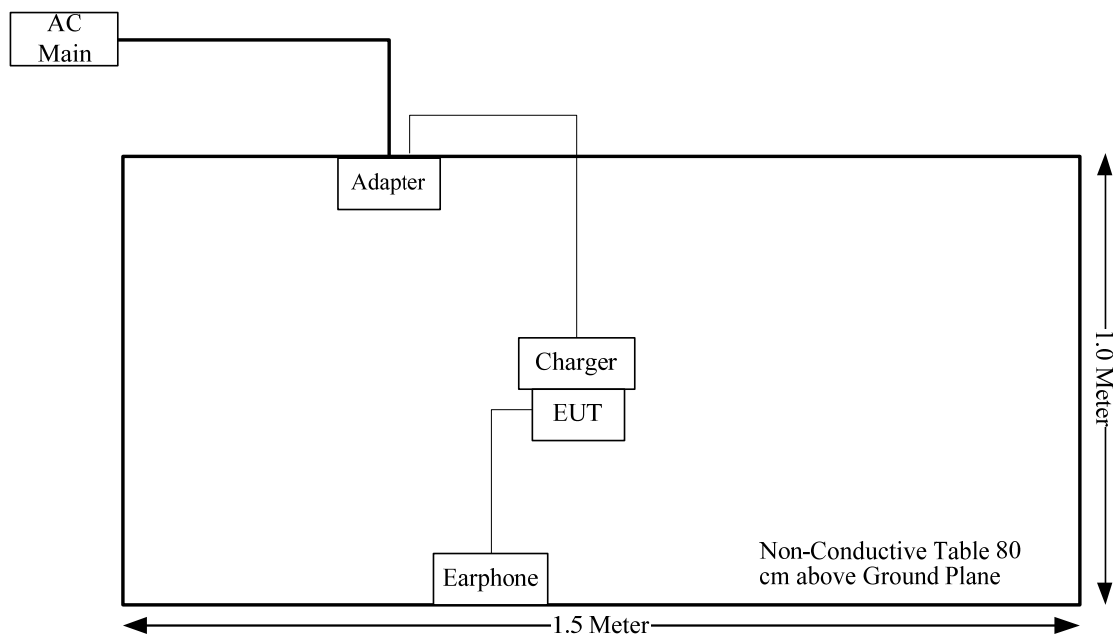 AC
Main
Adapter
Charger
EUT
Earphone
Non-Conductive Table 80
cm above Ground Plane
1.0 Meter
1.5 Meter